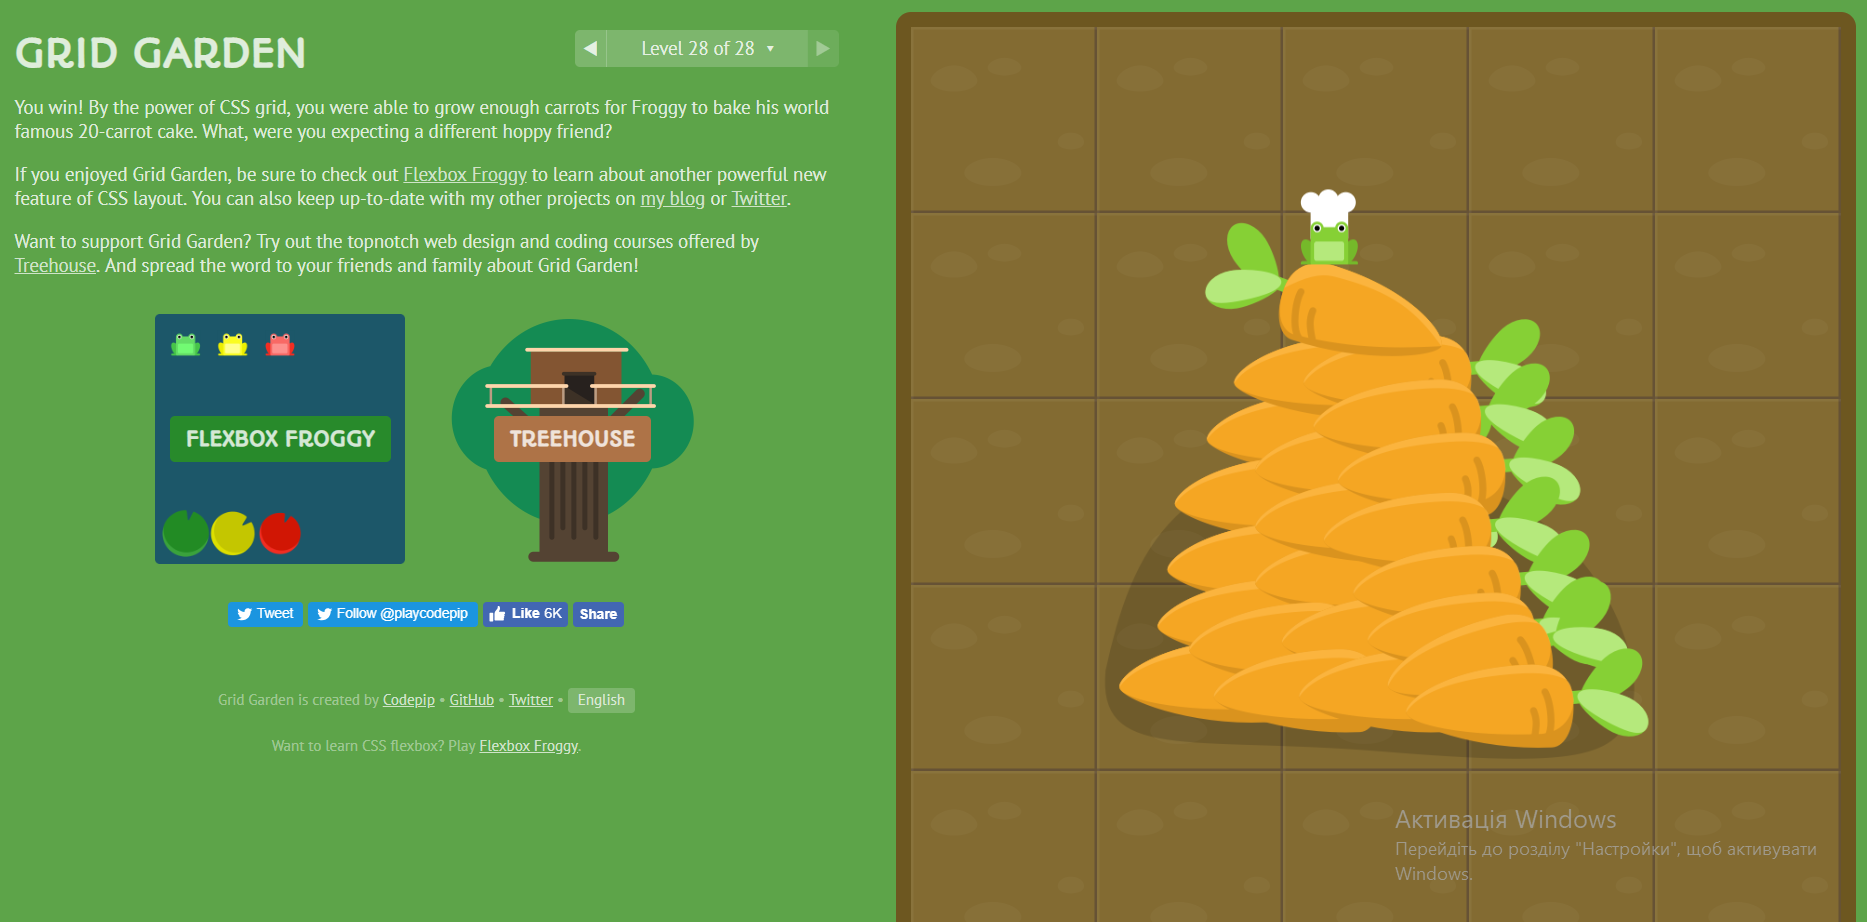 GRID GARDEN
Level 28 of 28
You win! By the power of CSS grid, you were able to grow enough carrots for Froggy to bake his world
famous 20-carrot cake. What, were you expecting a different hoppy friend?
If you enjoyed Grid Garden, be sure to check out Flexbox Froggy to learn about another powerful new
feature of CSS layout. You can also keep up-to-date with my other projects on my blog or Twitter.
Want to support Grid Garden? Try out the topnotch web design and coding courses offered by
Treehouse. And spread the word to your friends and family about Grid Garden!
FLEXBOX FROGGY
TREEHOUSE
Tweet
Follow @playcodepip
Like 6K
Share
Grid Garden is created by Codepip • GitHub • Twitter • English
Want to learn CSS flexbox? Play Flexbox Froggy.
Активація Windows
Перейдіть до розділу "Настройки", щоб активувати
Windows.